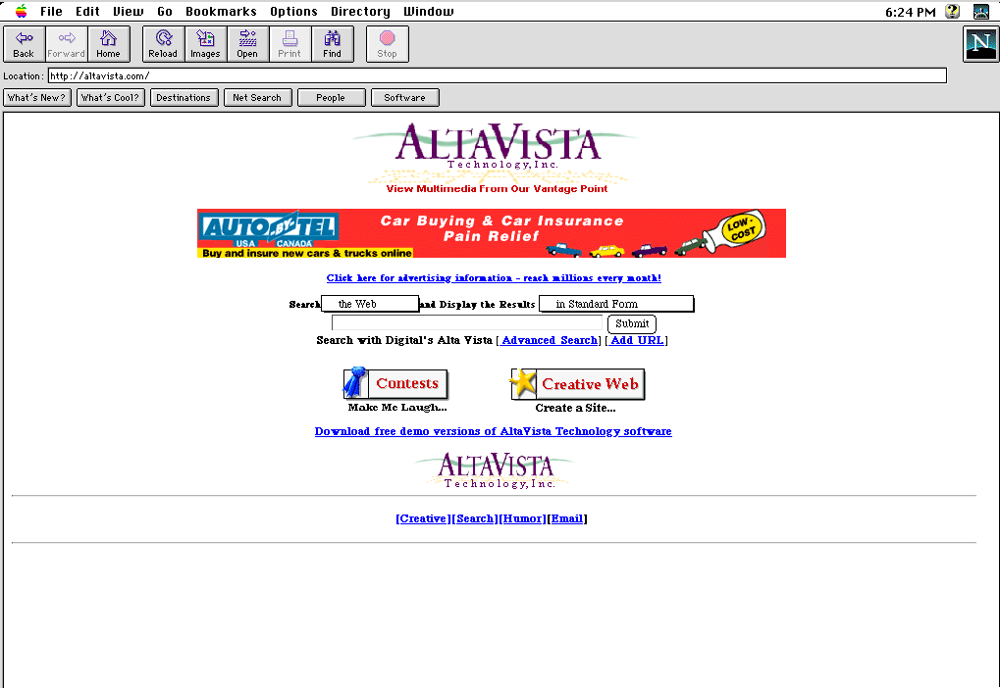 File Edit View Go Bookmarks Options Directory Window 6:24 PM
Back Forward Home Reload Images Open Print Find Stop N
Location: http://altavista.com/
What's New? What's Cool? Destinations Net Search People Software
ALTAVISTA
Technology, Inc.
View Multimedia From Our Vantage Point
AUTO-BY-TEL
USA CANADA
Buy and insure new cars & trucks online
Car Buying & Car Insurance
Pain Relief
LOW-
COST
Click here for advertising information - reach millions every month!
Search the Web and Display the Results in Standard Form
Submit
Search with Digital's Alta Vista [ Advanced Search] [ Add URL]
Contests Creative Web
Make Me Laugh... Create a Site...
Download free demo versions of AltaVista Technology software
ALTAVISTA
Technology, Inc.
[Creative][Search][Humor][Email]